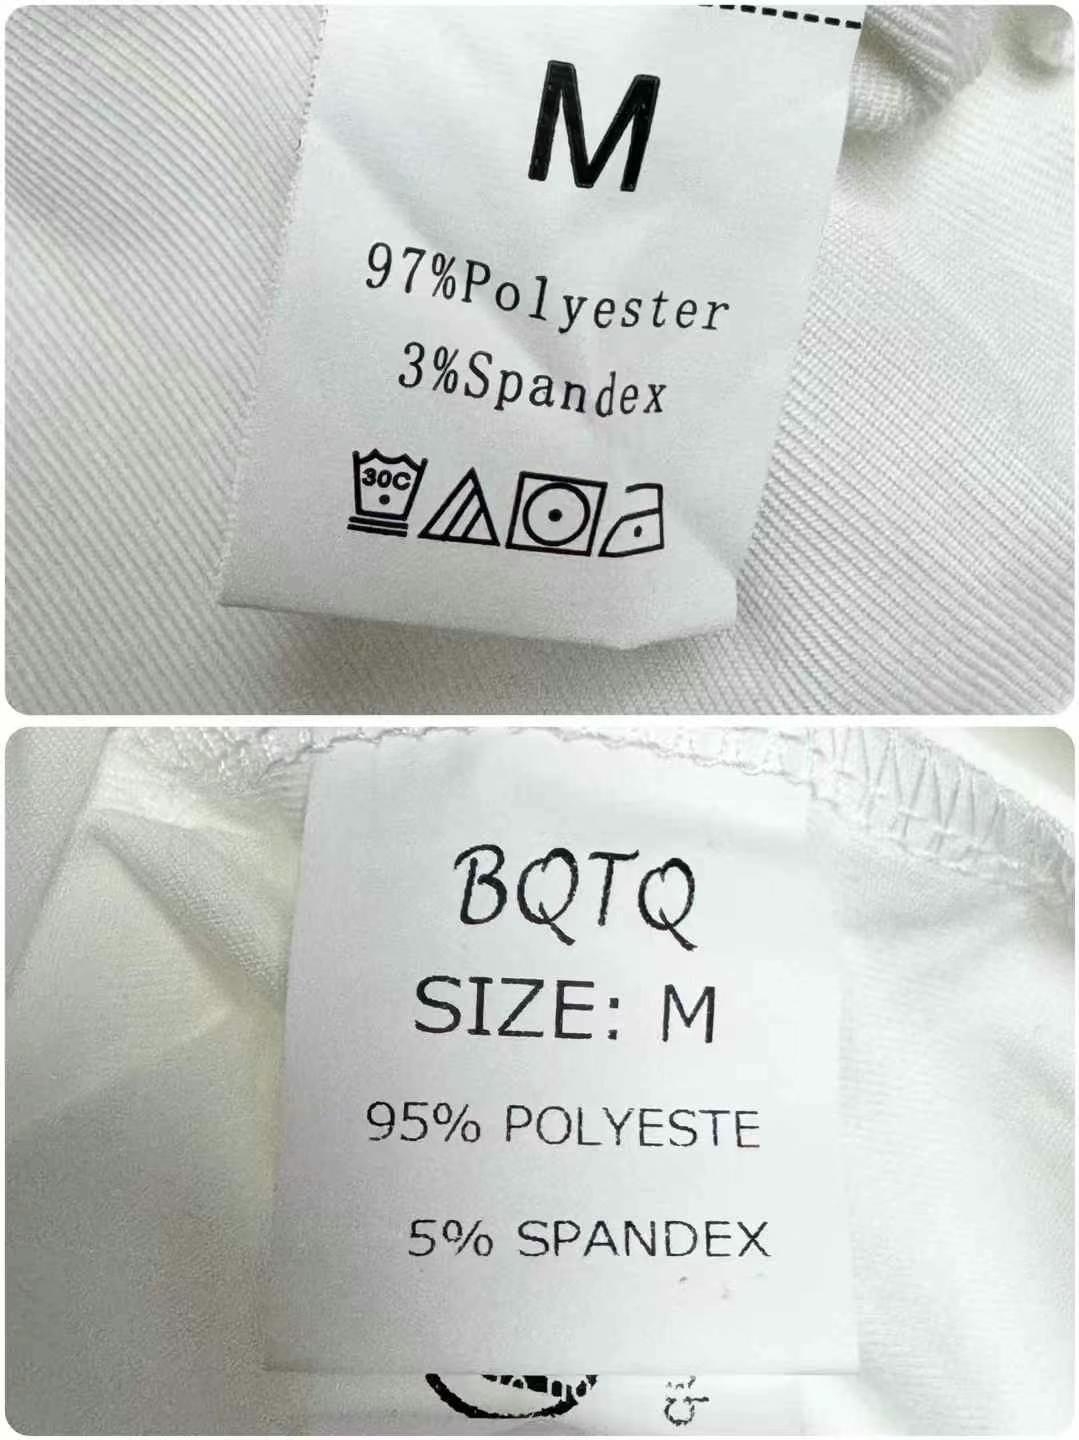 M
97%Polyester
3%Spandex
30C
BQTQ
SIZE: M
95% POLYESTE
5% SPANDEX